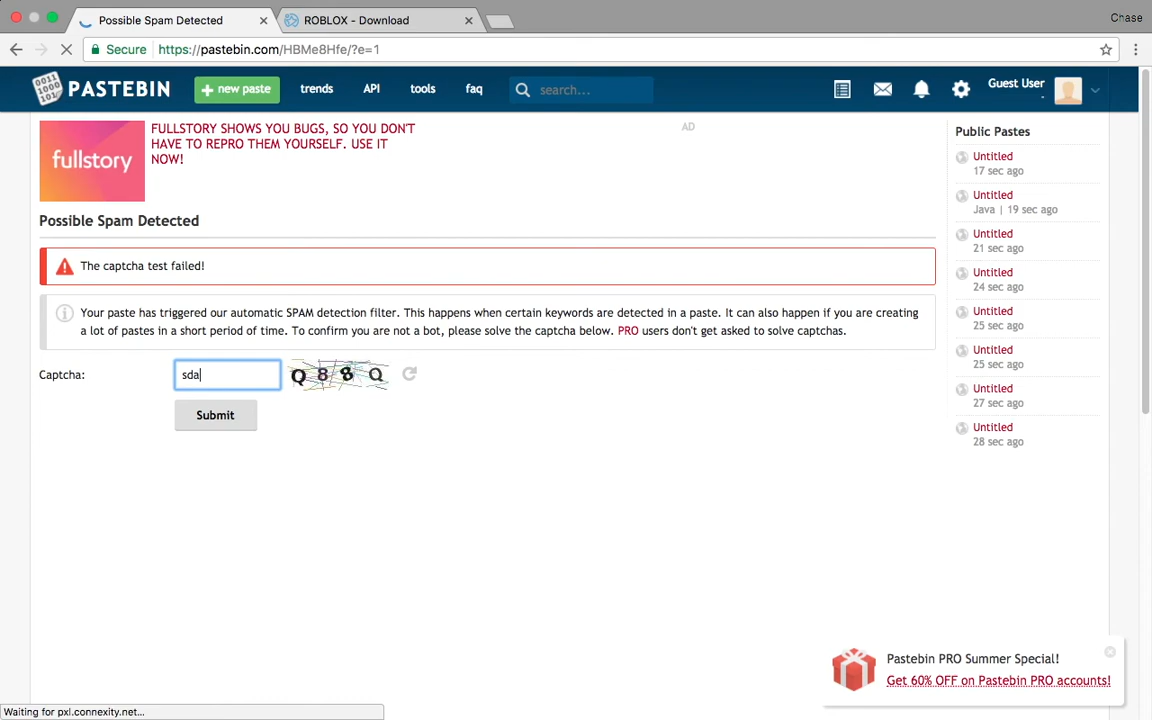 Possible Spam Detected
ROBLOX - Download
Chase
Secure https://pastebin.com/HBMe8Hfe/?e=1
PASTEBIN
new paste
trends
API
tools
faq
search...
Guest User
FULLSTORY SHOWS YOU BUGS, SO YOU DON'T
HAVE TO REPRO THEM YOURSELF. USE IT
NOW!
fullstory
AD
Possible Spam Detected
The captcha test failed!
Your paste has triggered our automatic SPAM detection filter. This happens when certain keywords are detected in a paste. It can also happen if you are creating
a lot of pastes in a short period of time. To confirm you are not a bot, please solve the captcha below. PRO users don't get asked to solve captchas.
Captcha:
sda
Q 8 8 Q
Submit
Public Pastes
Untitled
17 sec ago
Untitled
Java | 19 sec ago
Untitled
21 sec ago
Untitled
24 sec ago
Untitled
25 sec ago
Untitled
25 sec ago
Untitled
27 sec ago
Untitled
28 sec ago
Pastebin PRO Summer Special!
Get 60% OFF on Pastebin PRO accounts!
Waiting for pxl.connexity.net...